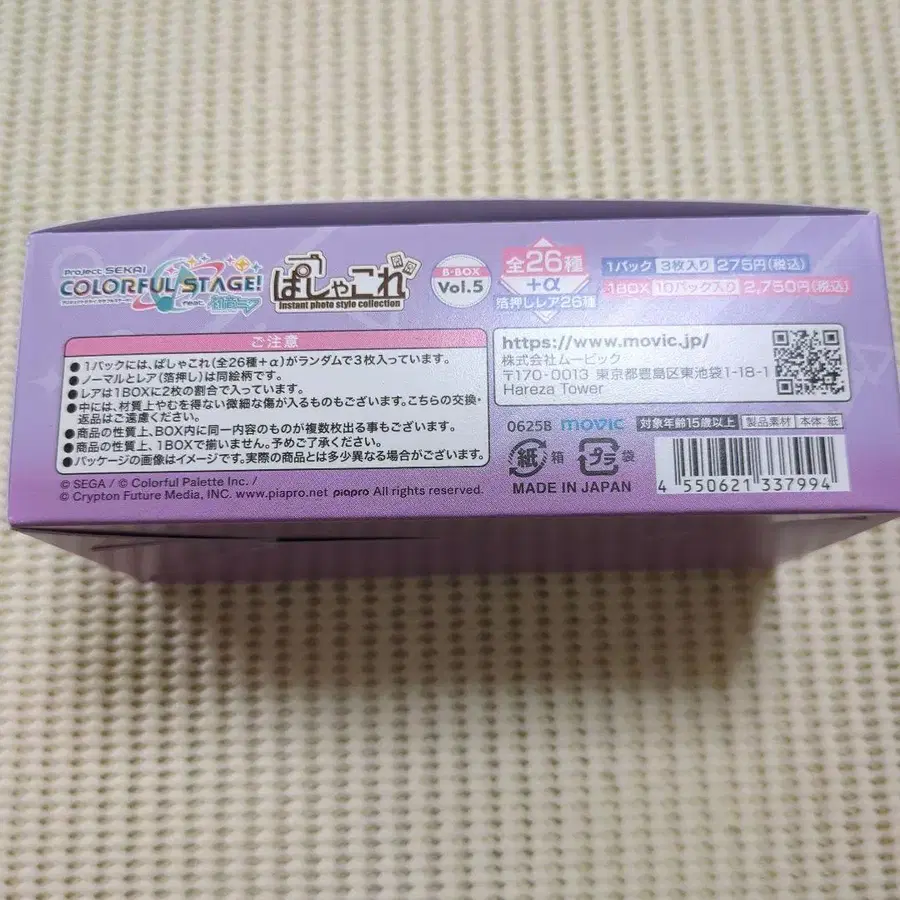 Project SEKAI
COLORFUL STAGE!
feat.
ぱしゃこれ
instant photo style collection
B-BOX
Vol.5
全26種
+α
箔押しレア26種
1パック 3枚入り 275円(税込)
1BOX 10パック入り 2,750円(税込)
ご注意
●1パックには、ぱしゃこれ(全26種+α)がランダムで3枚入っています。
●ノーマルとレア(箔押し)は同絵柄です。
●レアは1BOXに2枚の割合で入っています。
●中には、材質上やむを得ない微細な傷が入るものもございます。こちらの交換・
返品はご遠慮ください。
●商品の性質上、BOX内に同一内容のものが複数枚出る事もございます。
●商品の性質上、1BOXで揃いません。予めご了承ください。
●パッケージの画像はイメージです。実際の商品とは多少異なる場合がございます。
© SEGA / © Colorful Palette Inc. /
© Crypton Future Media, INC. www.piapro.net piapro All rights reserved.
https://www.movic.jp/
株式会社ムービック
〒170-0013 東京都豊島区東池袋1-18-1
Hareza Tower
0625B movic 対象年齢15歳以上 製品素材 本体:紙
紙 箱 プラ 袋
MADE IN JAPAN
4 550621 337994